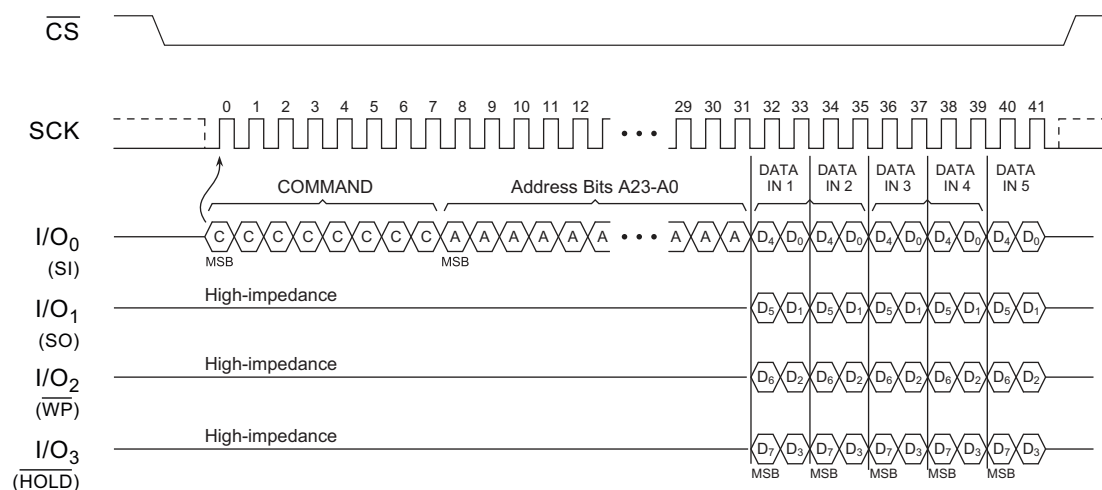 CS
0 1 2 3 4 5 6 7 8 9 10 11 12 29 30 31 32 33 34 35 36 37 38 39 40 41
SCK • • •
DATA IN 1 DATA IN 2 DATA IN 3 DATA IN 4 DATA IN 5
COMMAND Address Bits A23-A0
I/O0 (SI) C C C C C C C C A A A A A A • • • A A A D4 D0 D4 D0 D4 D0 D4 D0 D4 D0
MSB MSB
High-impedance
I/O1 (SO) D5 D1 D5 D1 D5 D1 D5 D1 D5 D1
High-impedance
I/O2 (WP) D6 D2 D6 D2 D6 D2 D6 D2 D6 D2
High-impedance
I/O3 (HOLD) D7 D3 D7 D3 D7 D3 D7 D3 D7 D3
MSB MSB MSB MSB MSB